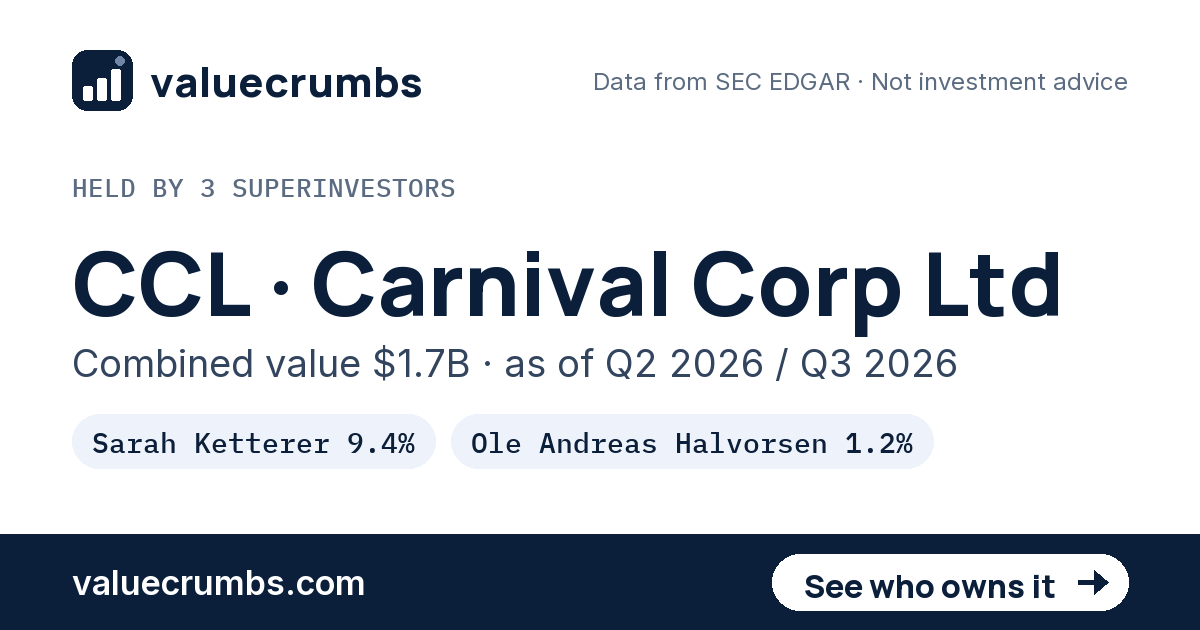 valuecrumbs
Data from SEC EDGAR · Not investment advice
HELD BY 3 SUPERINVESTORS
CCL · Carnival Corp Ltd
Combined value $1.7B · as of Q2 2026 / Q3 2026
Sarah Ketterer 9.4%
Ole Andreas Halvorsen 1.2%
valuecrumbs.com
See who owns it →